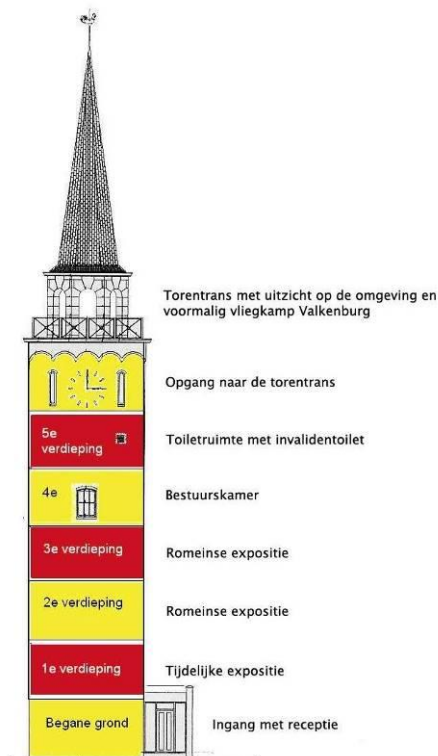 Torentrans met uitzicht op de omgeving en
voormalig vliegkamp Valkenburg
Opgang naar de torentrans
5e
verdieping
Toiletruimte met invalidentoilet
4e
Bestuurskamer
3e verdieping
Romeinse expositie
2e verdieping
Romeinse expositie
1e verdieping
Tijdelijke expositie
Begane grond
Ingang met receptie